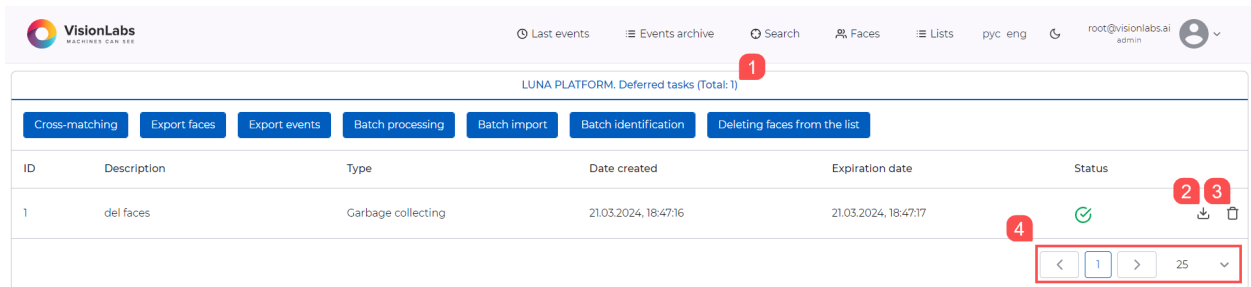 VisionLabs
MACHINES CAN SEE
Last events Events archive Search Faces Lists рус eng root@visionlabs.ai
admin
1
LUNA PLATFORM. Deferred tasks (Total: 1)
Cross-matching Export faces Export events Batch processing Batch import Batch identification Deleting faces from the list
ID Description Type Date created Expiration date Status
2 3
1 del faces Garbage collecting 21.03.2024, 18:47:16 21.03.2024, 18:47:17
4
1 25